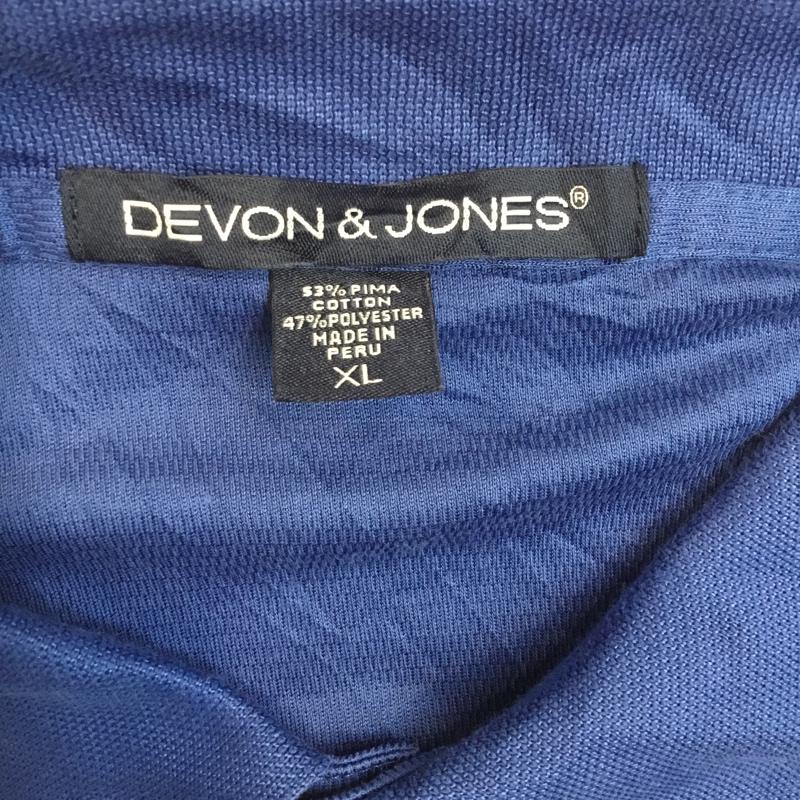 DEVON & JONES®
53% PIMA
COTTON
47% POLYESTER
MADE IN
PERU
XL